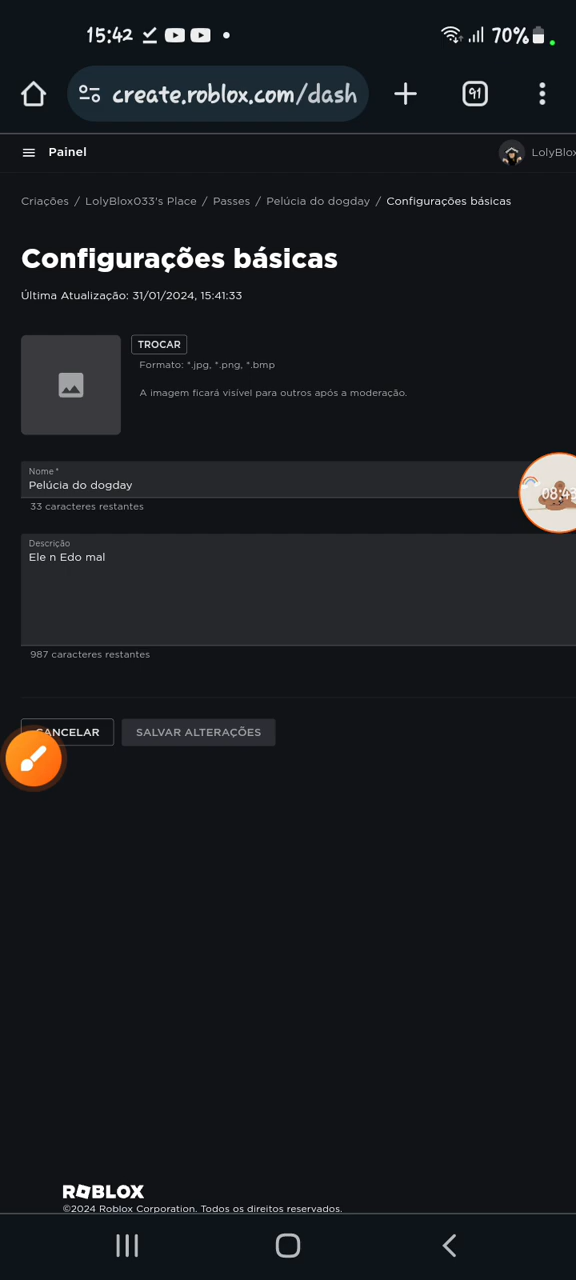 15:42
70%
create.roblox.com/dash
91
Painel
LolyBlox
Criações / LolyBlox033's Place / Passes / Pelúcia do dogday / Configurações básicas
Configurações básicas
Última Atualização: 31/01/2024, 15:41:33
TROCAR
Formato: *.jpg, *.png, *.bmp
A imagem ficará visível para outros após a moderação.
Nome *
Pelúcia do dogday
08:43
33 caracteres restantes
Descrição
Ele n Edo mal
987 caracteres restantes
CANCELAR
SALVAR ALTERAÇÕES
ROBLOX
©2024 Roblox Corporation. Todos os direitos reservados.